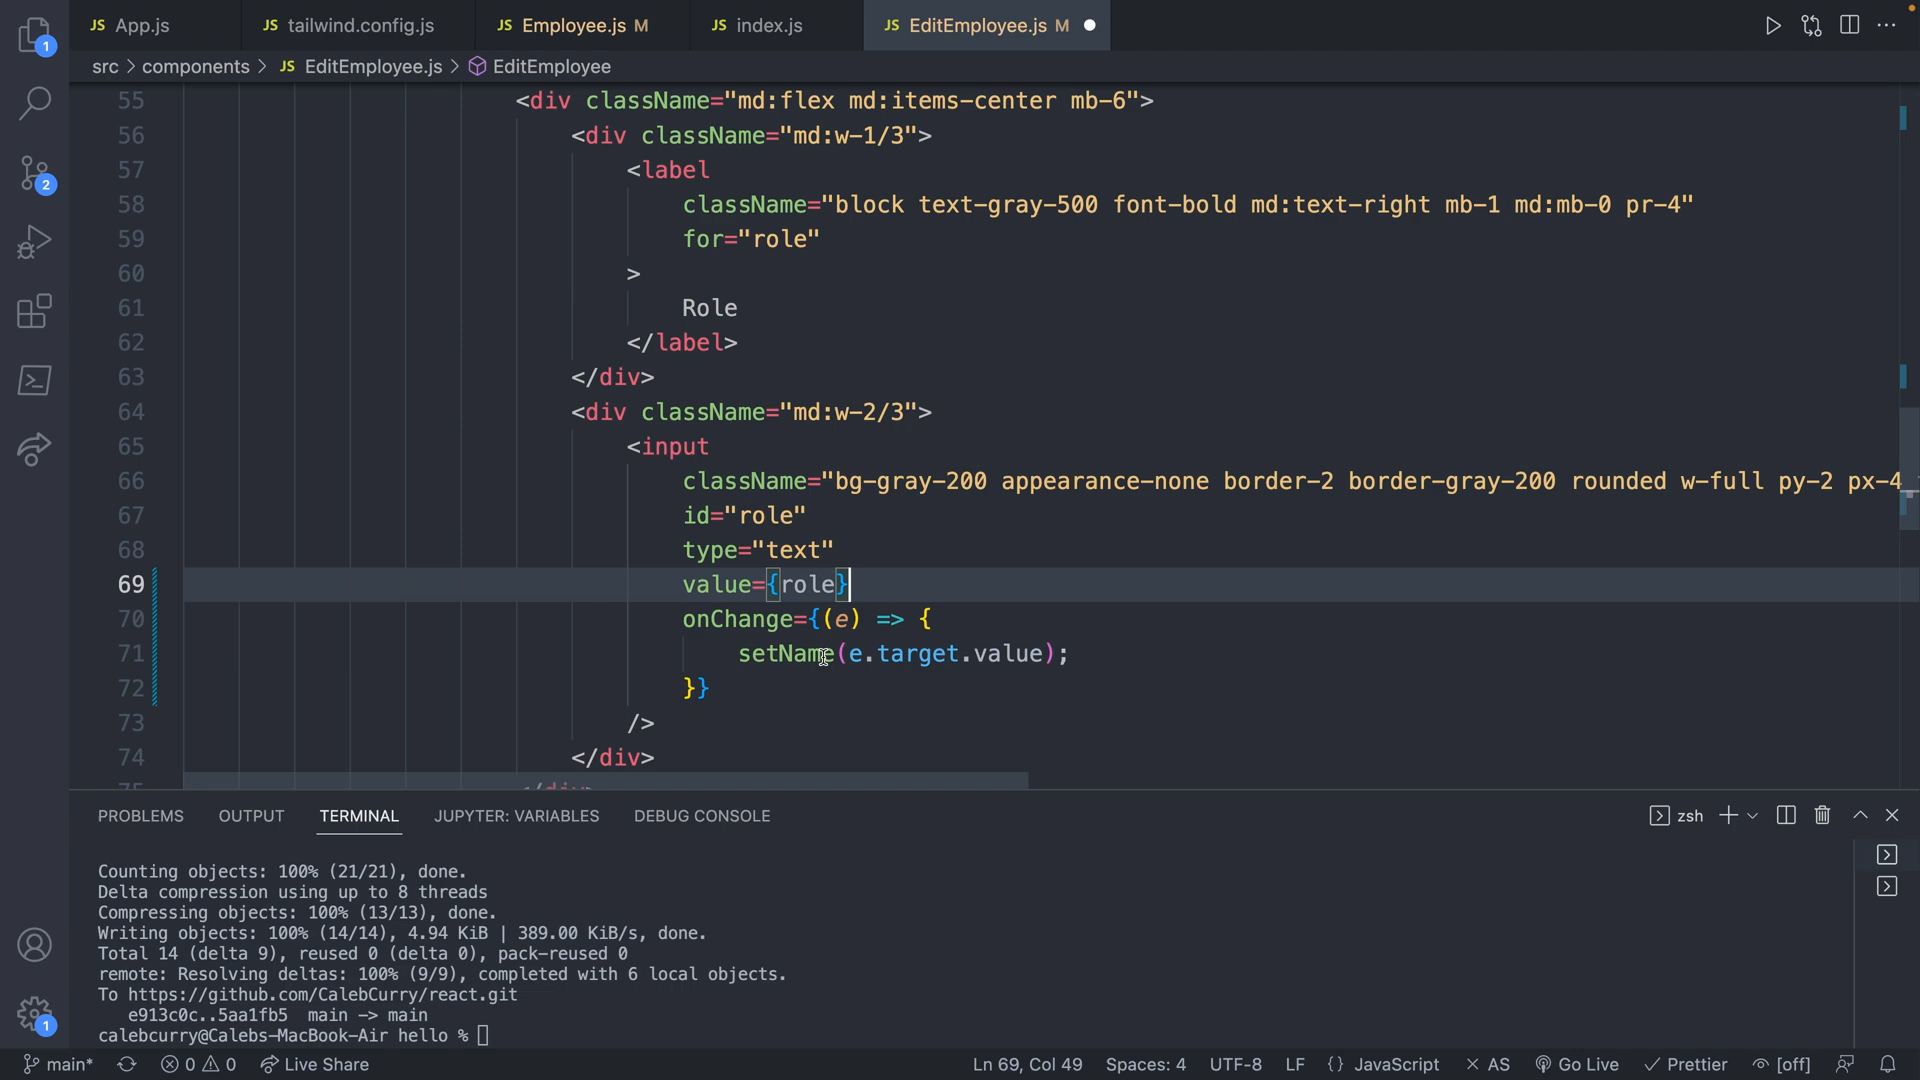 JS App.js JS tailwind.config.js JS Employee.js M JS index.js JS EditEmployee.js M
src > components > JS EditEmployee.js > EditEmployee
55 <div className="md:flex md:items-center mb-6">
56 <div className="md:w-1/3">
57 <label
58 className="block text-gray-500 font-bold md:text-right mb-1 md:mb-0 pr-4"
59 for="role"
60 >
61 Role
62 </label>
63 </div>
64 <div className="md:w-2/3">
65 <input
66 className="bg-gray-200 appearance-none border-2 border-gray-200 rounded w-full py-2 px-4
67 id="role"
68 type="text"
69 value={role}
70 onChange={(e) => {
71 setName(e.target.value);
72 }}
73 />
74 </div>
75 </div>
PROBLEMS OUTPUT TERMINAL JUPYTER: VARIABLES DEBUG CONSOLE zsh
Counting objects: 100% (21/21), done.
Delta compression using up to 8 threads
Compressing objects: 100% (13/13), done.
Writing objects: 100% (14/14), 4.94 KiB | 389.00 KiB/s, done.
Total 14 (delta 9), reused 0 (delta 0), pack-reused 0
remote: Resolving deltas: 100% (9/9), completed with 6 local objects.
To https://github.com/CalebCurry/react.git
e913c0c..5aa1fb5 main -> main
calebcurry@Calebs-MacBook-Air hello %
main* 0 0 Live Share Ln 69, Col 49 Spaces: 4 UTF-8 LF {} JavaScript AS Go Live Prettier [off]
1
2
1